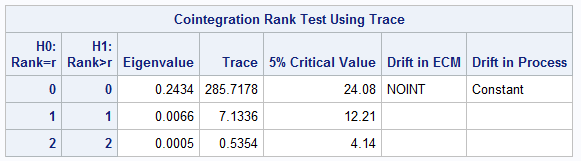 Cointegration Rank Test Using Trace
H0: Rank=r H1: Rank>r Eigenvalue Trace 5% Critical Value Drift in ECM Drift in Process
0 0 0.2434 285.7178 24.08 NOINT Constant
1 1 0.0066 7.1336 12.21
2 2 0.0005 0.5354 4.14